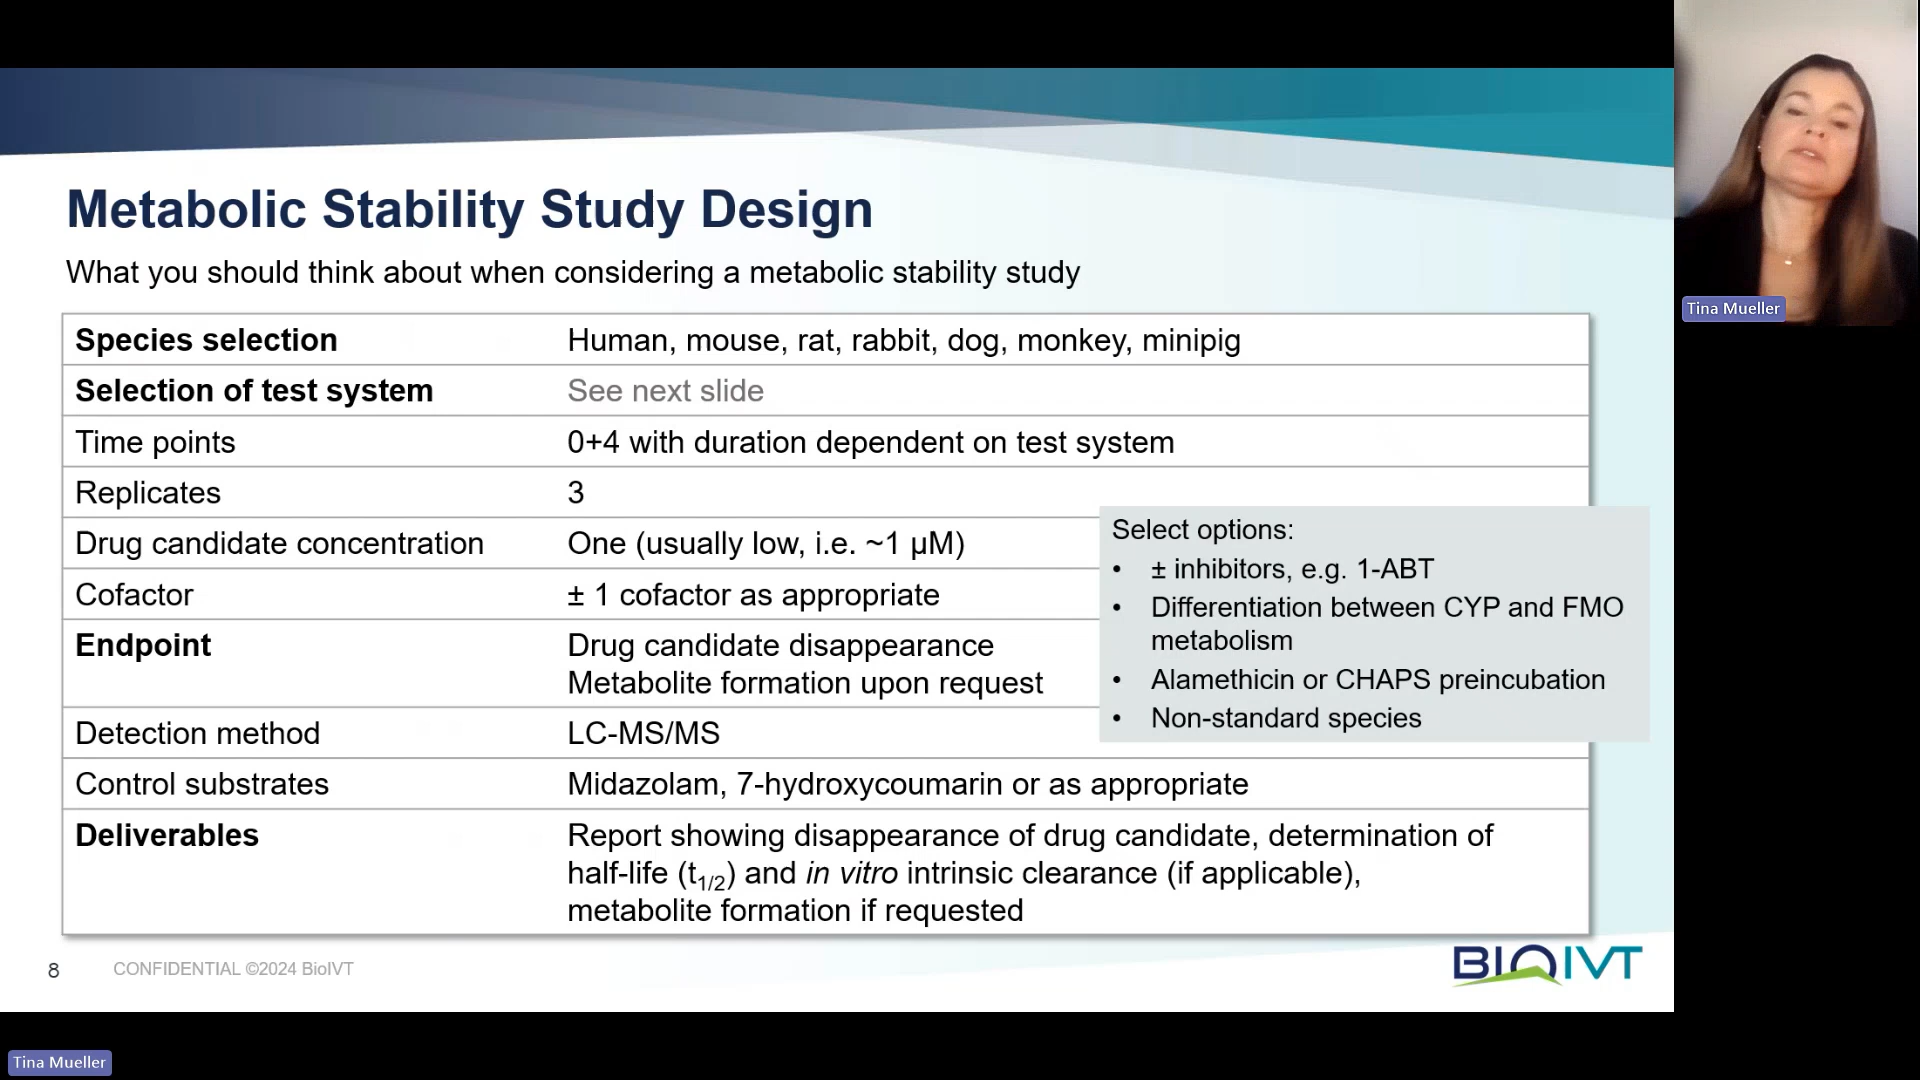 Metabolic Stability Study Design
What you should think about when considering a metabolic stability study
Species selection Human, mouse, rat, rabbit, dog, monkey, minipig
Selection of test system See next slide
Time points 0+4 with duration dependent on test system
Replicates 3
Drug candidate concentration One (usually low, i.e. ~1 µM)
Cofactor ± 1 cofactor as appropriate
Endpoint Drug candidate disappearance
Metabolite formation upon request
Detection method LC-MS/MS
Control substrates Midazolam, 7-hydroxycoumarin or as appropriate
Deliverables Report showing disappearance of drug candidate, determination of
half-life (t1/2) and in vitro intrinsic clearance (if applicable),
metabolite formation if requested
Select options:
• ± inhibitors, e.g. 1-ABT
• Differentiation between CYP and FMO
metabolism
• Alamethicin or CHAPS preincubation
• Non-standard species
8 CONFIDENTIAL ©2024 BioIVT
BIOIVT
Tina Mueller
Tina Mueller